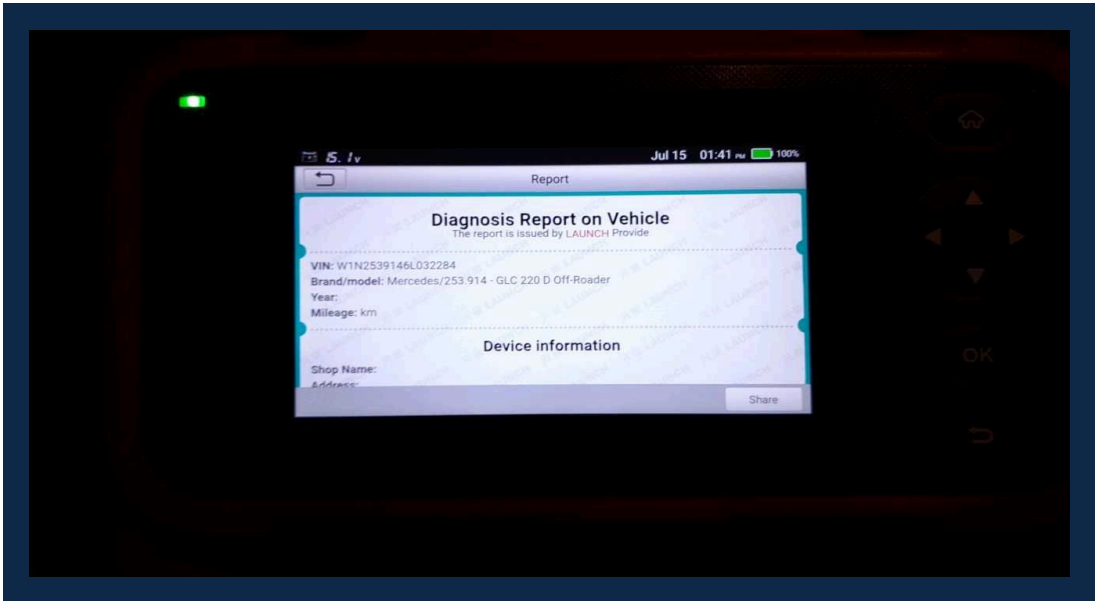 15.1v
Jul 15 01:41 PM 100%
Report
Diagnosis Report on Vehicle
The report is issued by LAUNCH Provide
VIN: W1N2539146L032284
Brand/model: Mercedes/253.914 - GLC 220 D Off-Roader
Year:
Mileage: km
Device information
Shop Name:
Address:
Share
OK